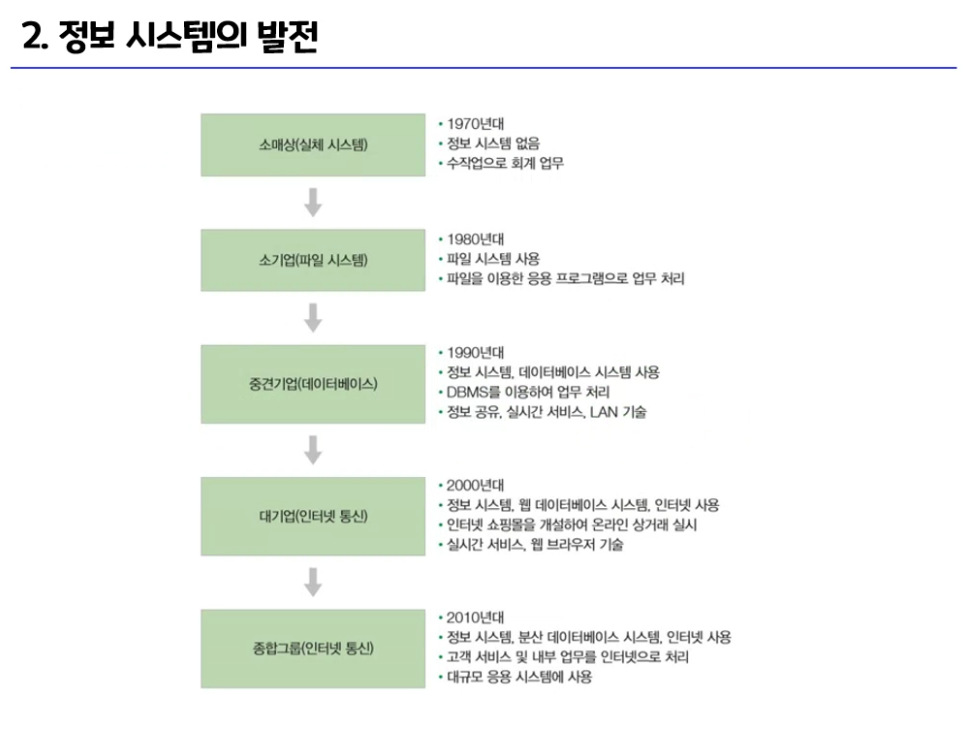 2. 정보 시스템의 발전
소매상(실체 시스템)
• 1970년대
• 정보 시스템 없음
• 수작업으로 회계 업무
소기업(파일 시스템)
• 1980년대
• 파일 시스템 사용
• 파일을 이용한 응용 프로그램으로 업무 처리
중견기업(데이터베이스)
• 1990년대
• 정보 시스템, 데이터베이스 시스템 사용
• DBMS를 이용하여 업무 처리
• 정보 공유, 실시간 서비스, LAN 기술
대기업(인터넷 통신)
• 2000년대
• 정보 시스템, 웹 데이터베이스 시스템, 인터넷 사용
• 인터넷 쇼핑몰을 개설하여 온라인 상거래 실시
• 실시간 서비스, 웹 브라우저 기술
종합그룹(인터넷 통신)
• 2010년대
• 정보 시스템, 분산 데이터베이스 시스템, 인터넷 사용
• 고객 서비스 및 내부 업무를 인터넷으로 처리
• 대규모 응용 시스템에 사용